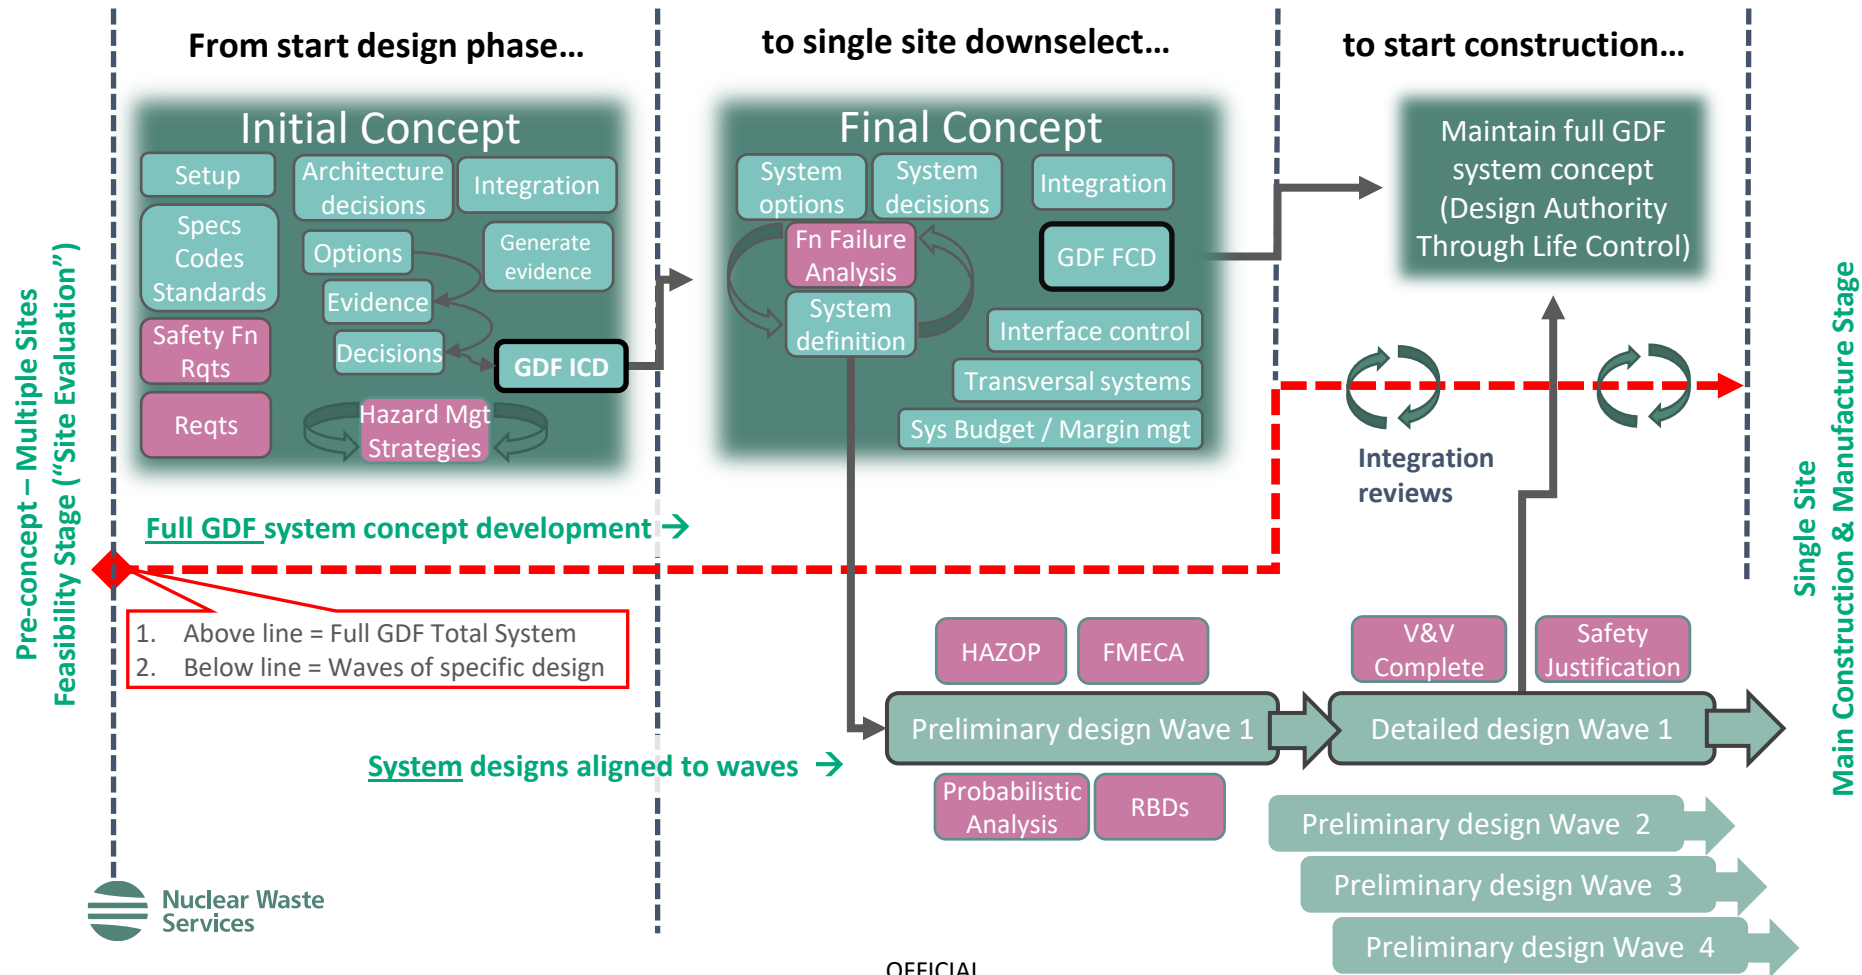 From start design phase...
to single site downselect...
to start construction...
Pre-concept – Multiple Sites
Feasibility Stage (“Site Evaluation”)
Initial Concept
Setup
Architecture
decisions
Integration
Specs
Codes
Standards
Options
Generate
evidence
Evidence
Safety Fn
Rqts
Decisions
GDF ICD
Reqts
Hazard Mgt
Strategies
Final Concept
System
options
System
decisions
Integration
Fn Failure
Analysis
GDF FCD
System
definition
Interface control
Transversal systems
Sys Budget / Margin mgt
Maintain full GDF
system concept
(Design Authority
Through Life Control)
Integration
reviews
Single Site
Main Construction & Manufacture Stage
Full GDF system concept development →
1. Above line = Full GDF Total System
2. Below line = Waves of specific design
HAZOP
FMECA
V&V
Complete
Safety
Justification
Preliminary design Wave 1
Detailed design Wave 1
System designs aligned to waves →
Probabilistic
Analysis
RBDs
Preliminary design Wave 2
Preliminary design Wave 3
Preliminary design Wave 4
Nuclear Waste
Services
OFFICIAL